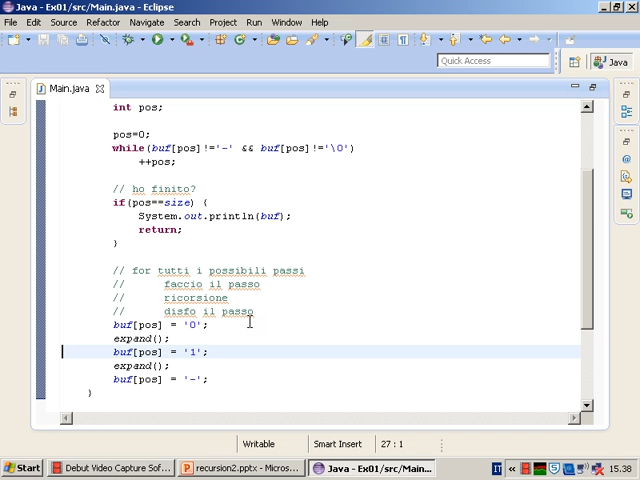 Java - Ex01/src/Main.java - Eclipse
File Edit Source Refactor Navigate Search Project Run Window Help
Quick Access
Java
Main.java
int pos;
pos=0;
while(buf[pos]!='-' && buf[pos]!='\0')
++pos;
// ho finito?
if(pos==size) {
System.out.println(buf);
return;
}
// for tutti i possibili passi
// faccio il passo
// ricorsione
// disfo il passo
buf[pos] = '0';
expand();
buf[pos] = '1';
expand();
buf[pos] = '-';
}
Writable Smart Insert 27 : 1
Start Debut Video Capture Sof... recursion2.pptx - Microso... Java - Ex01/src/Main... IT 15.38